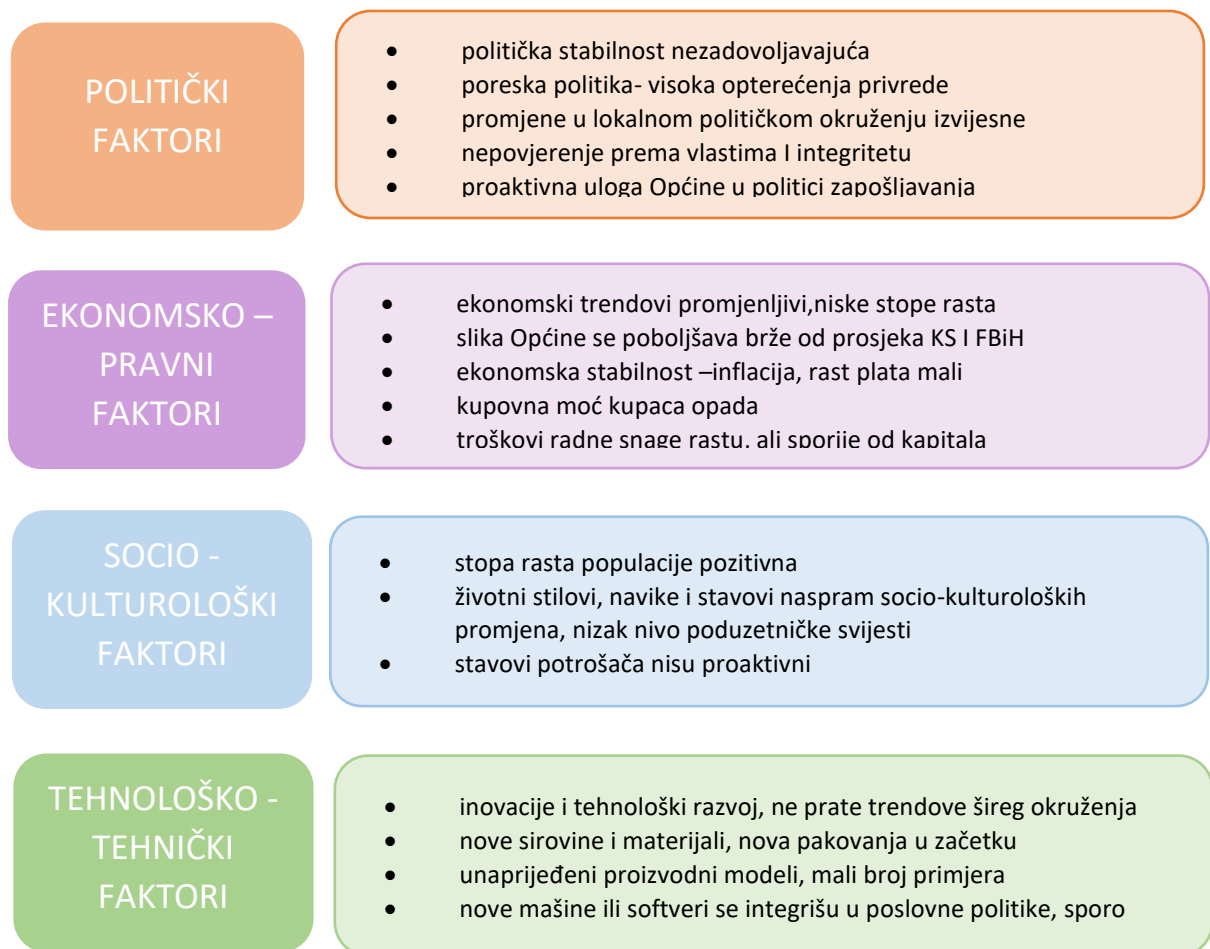 POLITIČKI
FAKTORI
• politička stabilnost nezadovoljavajuća
• poreska politika- visoka opterećenja privrede
• promjene u lokalnom političkom okruženju izvijesne
• nepovjerenje prema vlastima I integritetu
• proaktivna uloga Općine u politici zapošljavanja
EKONOMSKO –
PRAVNI
FAKTORI
• ekonomski trendovi promjenljivi,niske stope rasta
• slika Općine se poboljšava brže od prosjeka KS I FBiH
• ekonomska stabilnost –inflacija, rast plata mali
• kupovna moć kupaca opada
• troškovi radne snage rastu, ali sporije od kapitala
SOCIO -
KULTUROLOŠKI
FAKTORI
• stopa rasta populacije pozitivna
• životni stilovi, navike i stavovi naspram socio-kulturoloških
promjena, nizak nivo poduzetničke svijesti
• stavovi potrošača nisu proaktivni
TEHNOLOŠKO -
TEHNIČKI
FAKTORI
• inovacije i tehnološki razvoj, ne prate trendove šireg okruženja
• nove sirovine i materijali, nova pakovanja u začetku
• unaprijeđeni proizvodni modeli, mali broj primjera
• nove mašine ili softveri se integrišu u poslovne politike, sporo